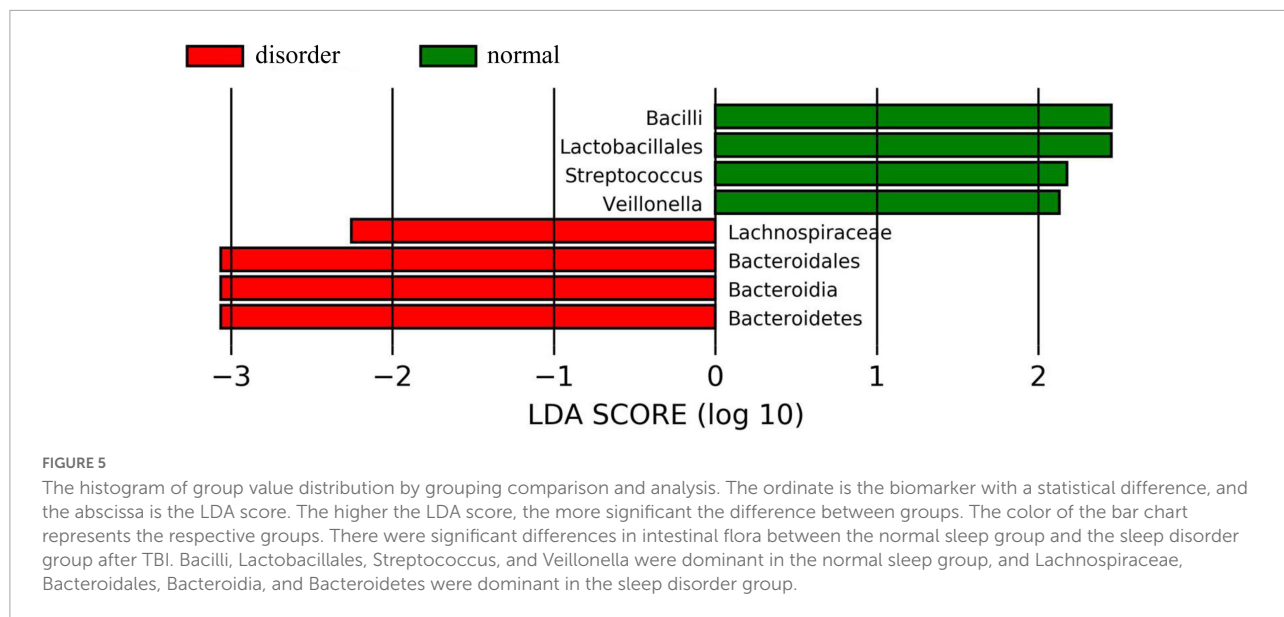 disorder
normal
Bacilli
Lactobacillales
Streptococcus
Veillonella
Lachnospiraceae
Bacteroidales
Bacteroidia
Bacteroidetes
−3 −2 −1 0 1 2
LDA SCORE (log 10)
FIGURE 5
The histogram of group value distribution by grouping comparison and analysis. The ordinate is the biomarker with a statistical difference, and
the abscissa is the LDA score. The higher the LDA score, the more significant the difference between groups. The color of the bar chart
represents the respective groups. There were significant differences in intestinal flora between the normal sleep group and the sleep disorder
group after TBI. Bacilli, Lactobacillales, Streptococcus, and Veillonella were dominant in the normal sleep group, and Lachnospiraceae,
Bacteroidales, Bacteroidia, and Bacteroidetes were dominant in the sleep disorder group.